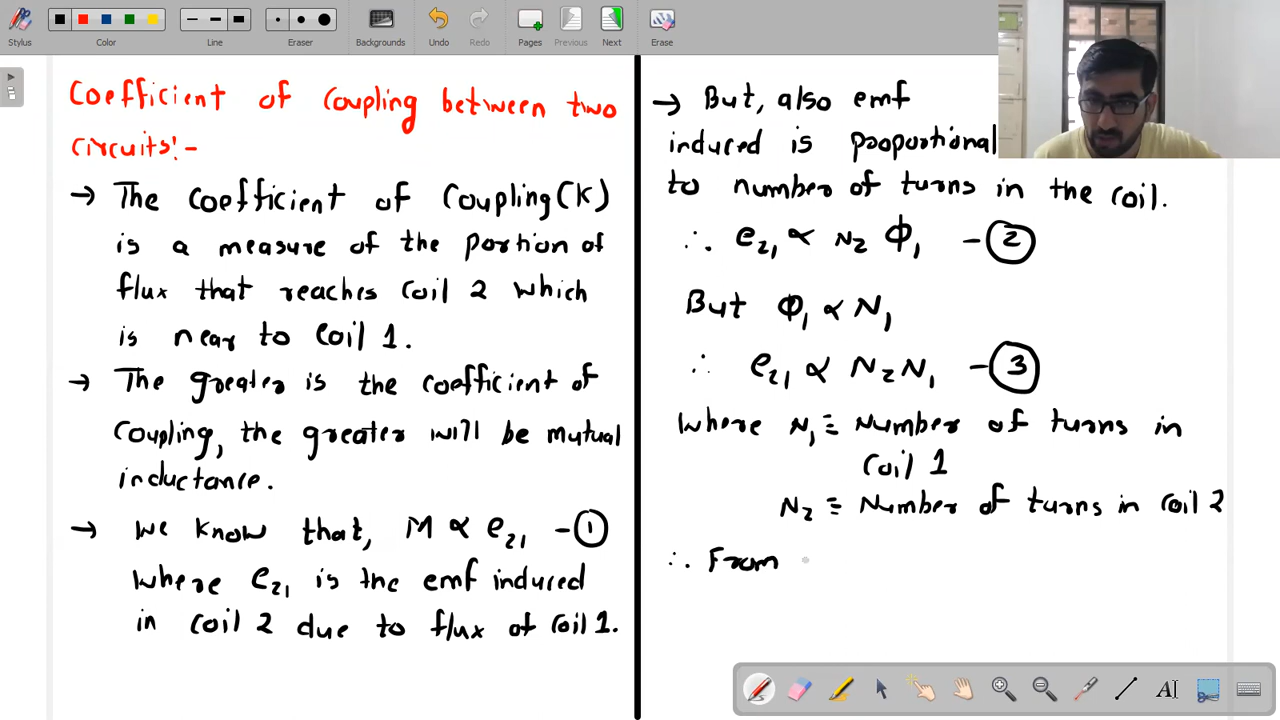 Stylus
Color
Line
Eraser
Backgrounds
Undo
Redo
Pages
Previous
Next
Erase
Coefficient of coupling between two
circuits:-
→ The coefficient of coupling(K)
is a measure of the portion of
flux that reaches coil 2 which
is near to coil 1.
→ The greater is the coefficient of
coupling, the greater will be mutual
inductance.
→ We know that, M ∝ e₂₁ - ①
where e₂₁ is the emf induced
in coil 2 due to flux of coil 1.
→ But, also emf
induced is proportional
to number of turns in the coil.
∴ e₂₁ ∝ N₂ Φ₁ - ②
But Φ₁ ∝ N₁
∴ e₂₁ ∝ N₂N₁ - ③
where N₁ = Number of turns in
coil 1
N₂ = Number of turns in coil 2
∴ From